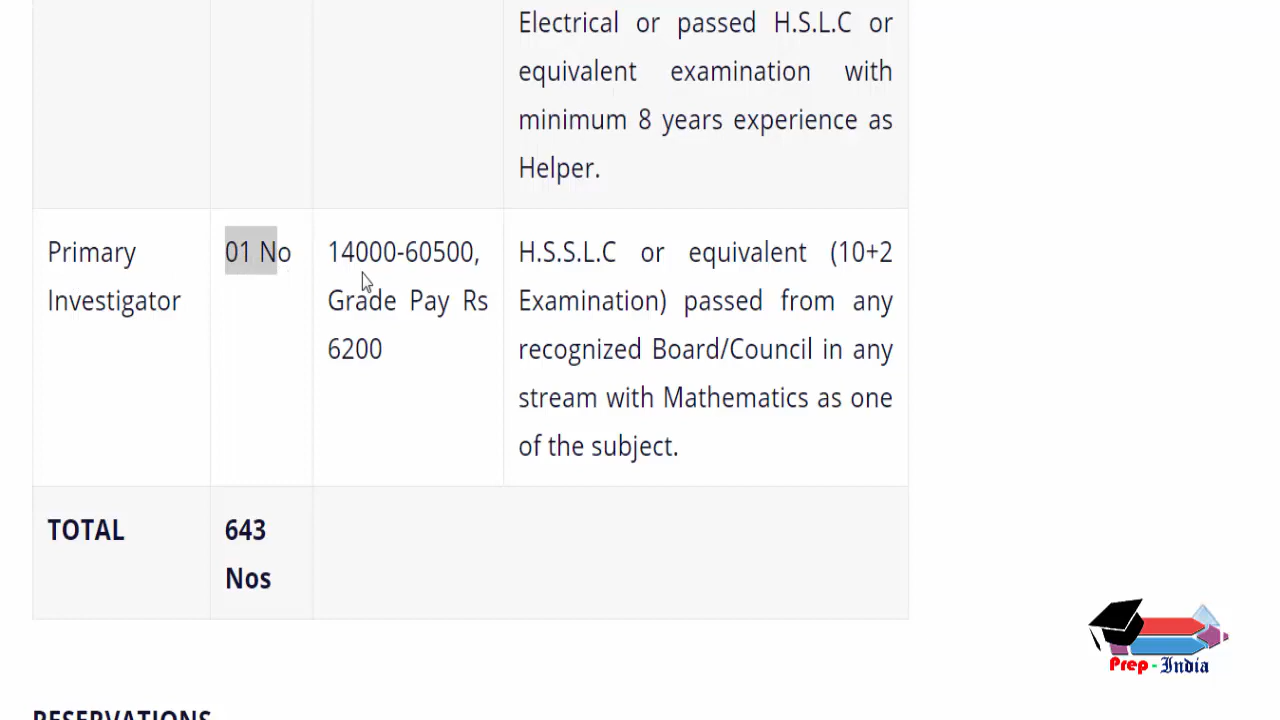 Electrical or passed H.S.L.C or
equivalent examination with
minimum 8 years experience as
Helper.
Primary
Investigator
01 No
14000-60500,
Grade Pay Rs
6200
H.S.S.L.C or equivalent (10+2
Examination) passed from any
recognized Board/Council in any
stream with Mathematics as one
of the subject.
TOTAL
643
Nos
Prep - India
RESERVATIONS